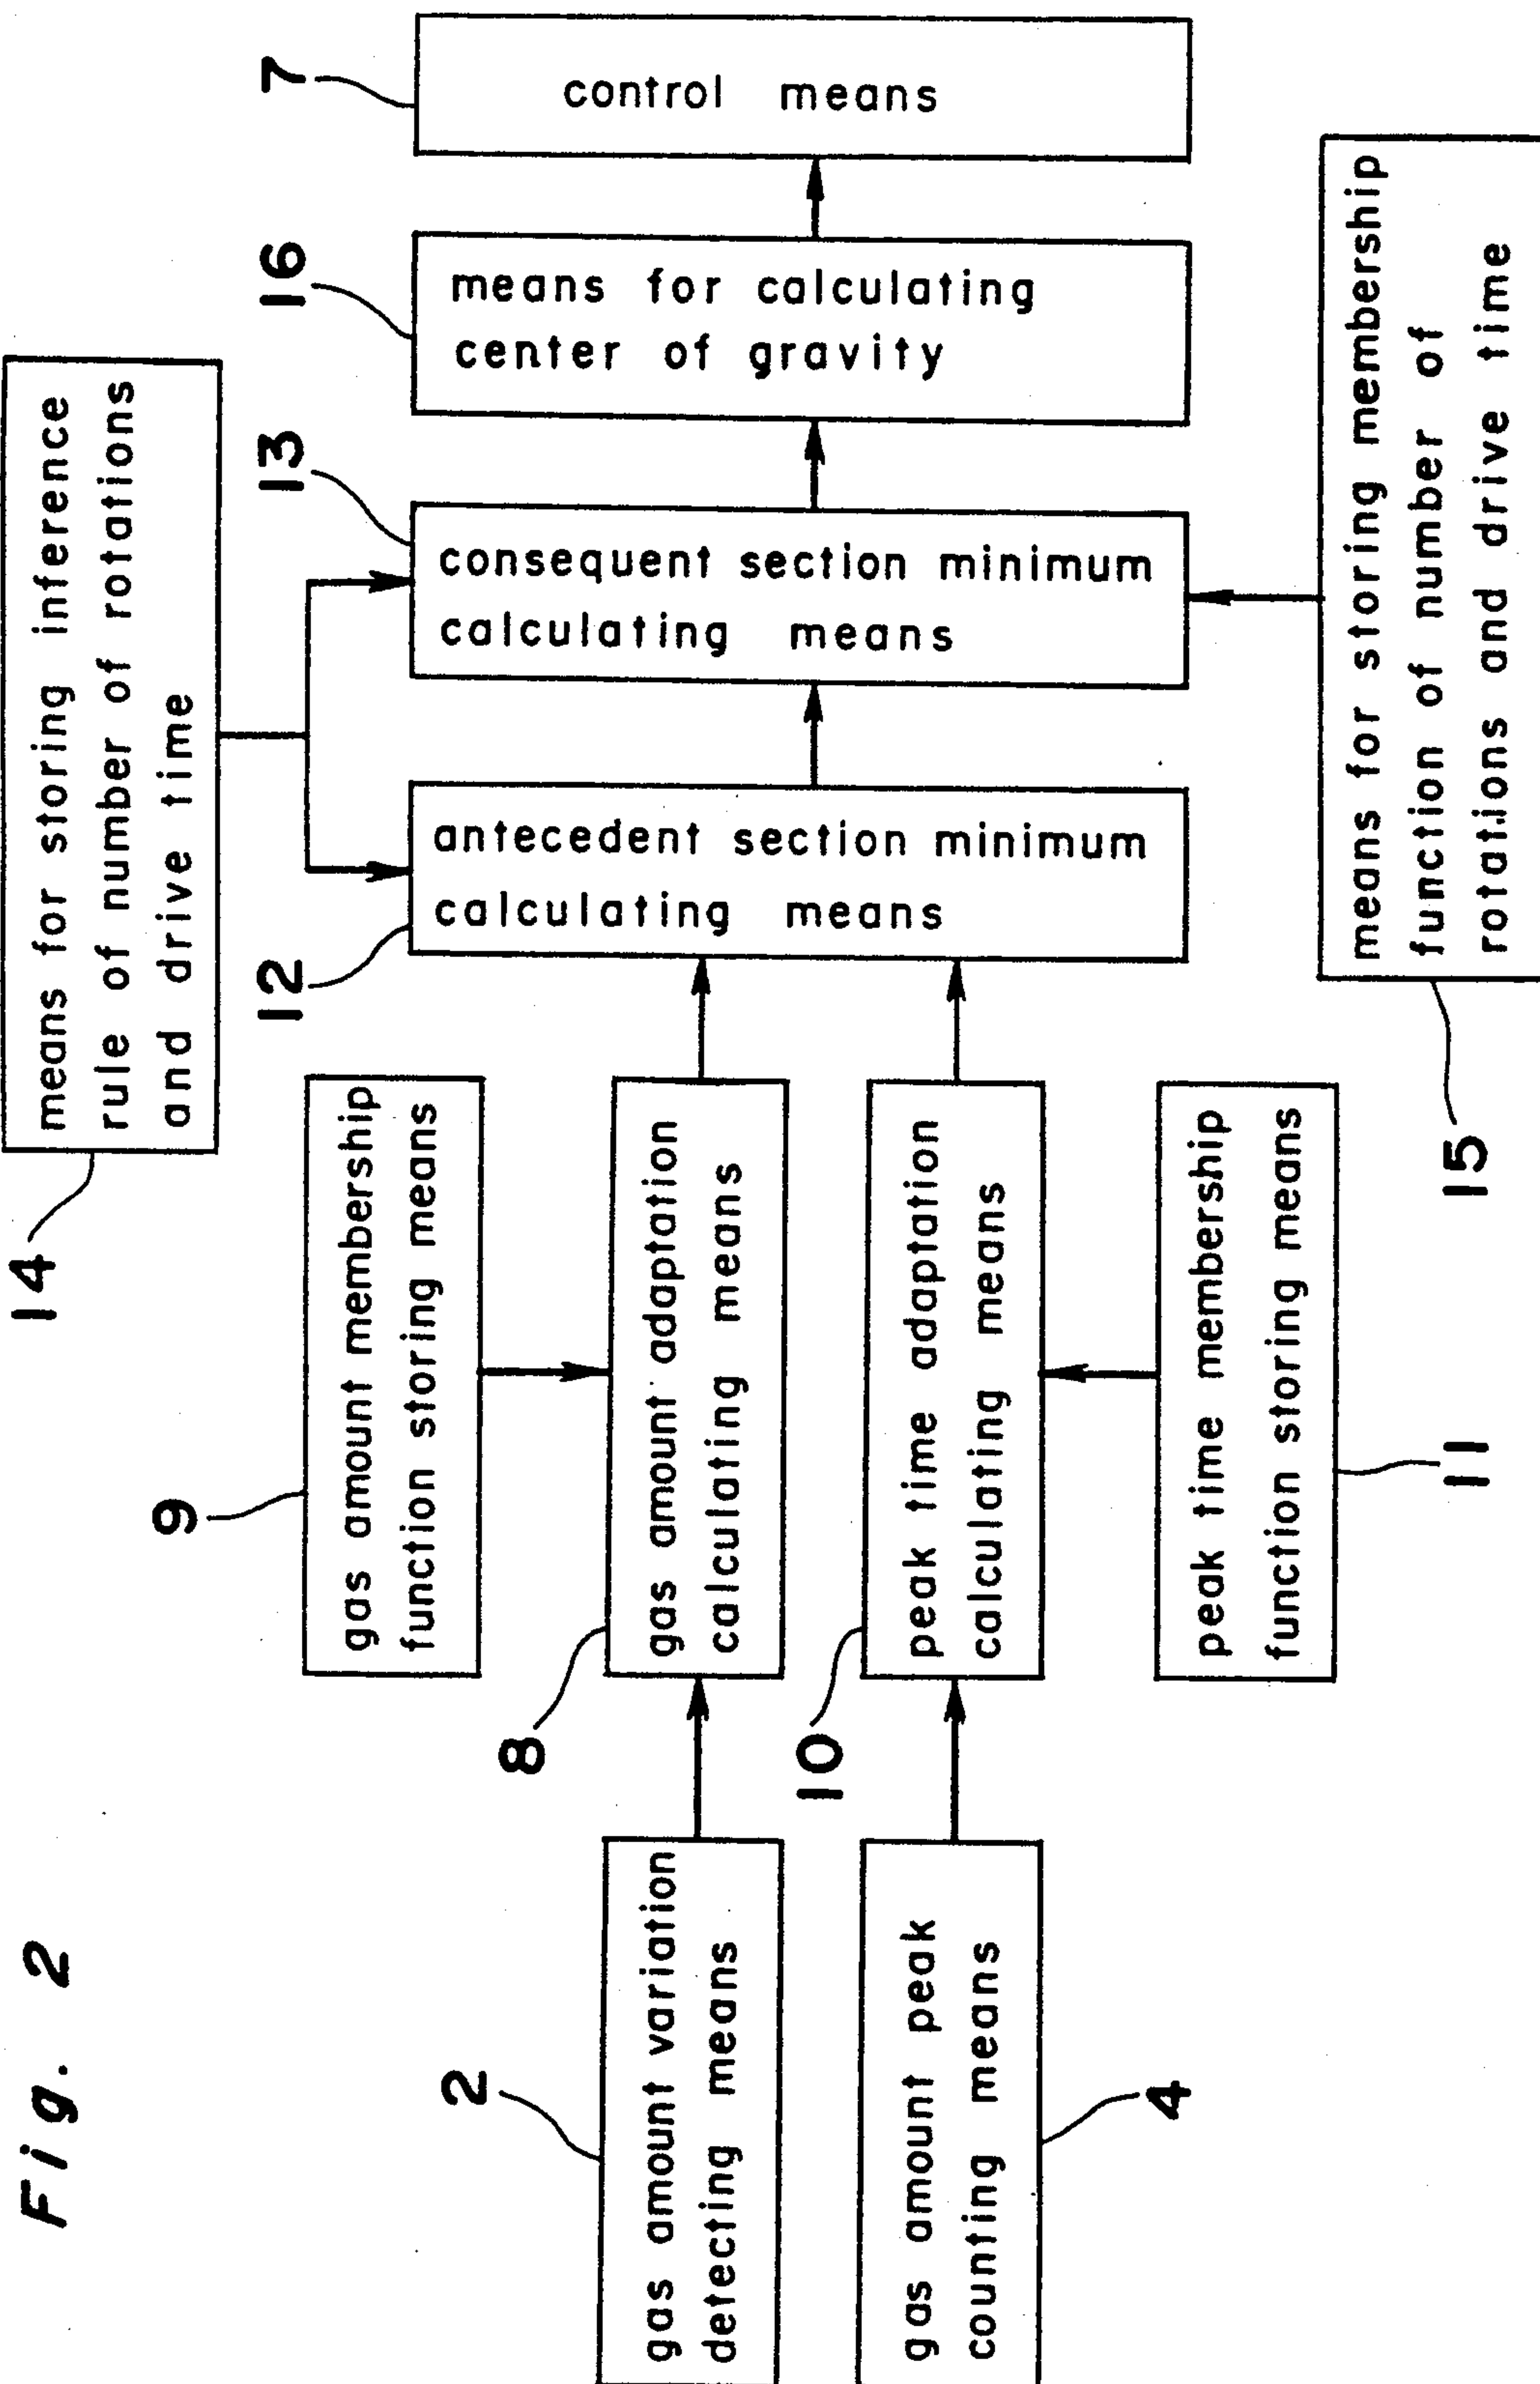 Fig. 2
14
means for storing inference
rule of number of rotations
and drive time
9
gas amount membership
function storing means
12
13
16
7
2
gas amount variation
detecting means
8
gas amount adaptation
calculating means
antecedent section minimum
calculating means
consequent section minimum
calculating means
means for calculating
center of gravity
control means
gas amount peak
counting means
4
10
peak time adaptation
calculating means
peak time membership
function storing means
11
means for storing membership
function of number of
rotations and drive time
15